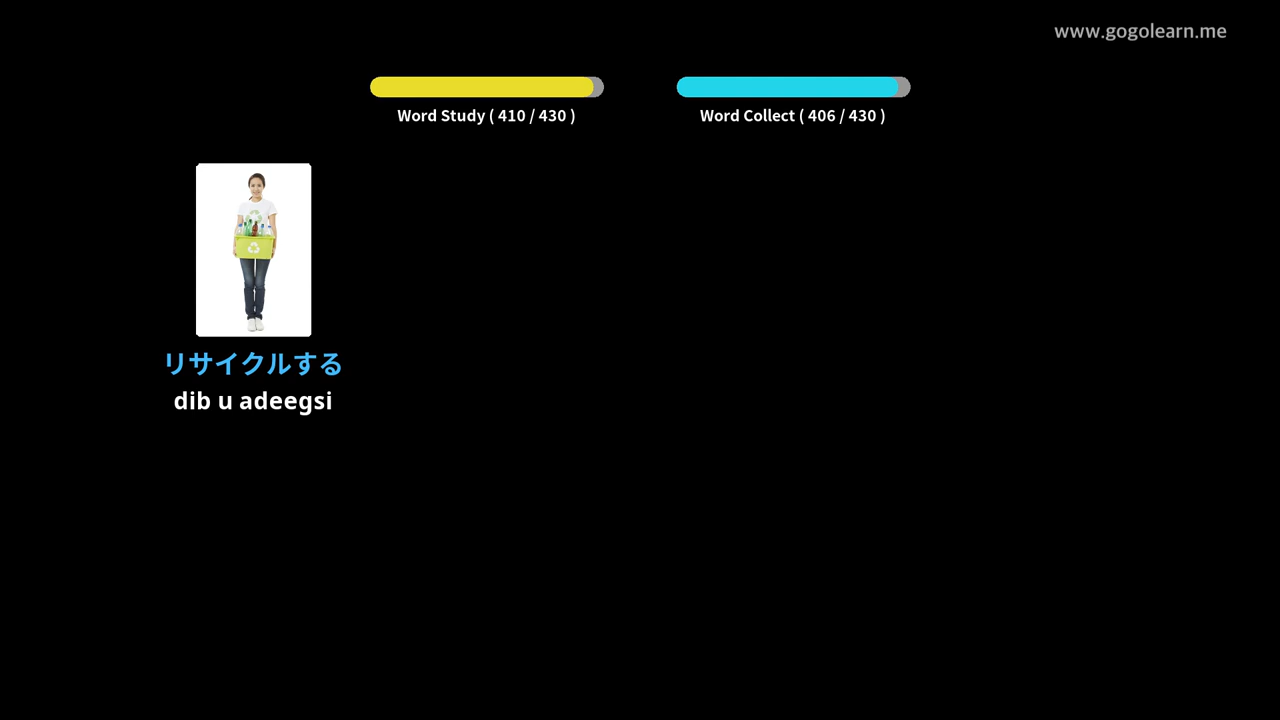 www.gogolearn.me
Word Study ( 410 / 430 )
Word Collect ( 406 / 430 )
リサイクルする
dib u adeegsi